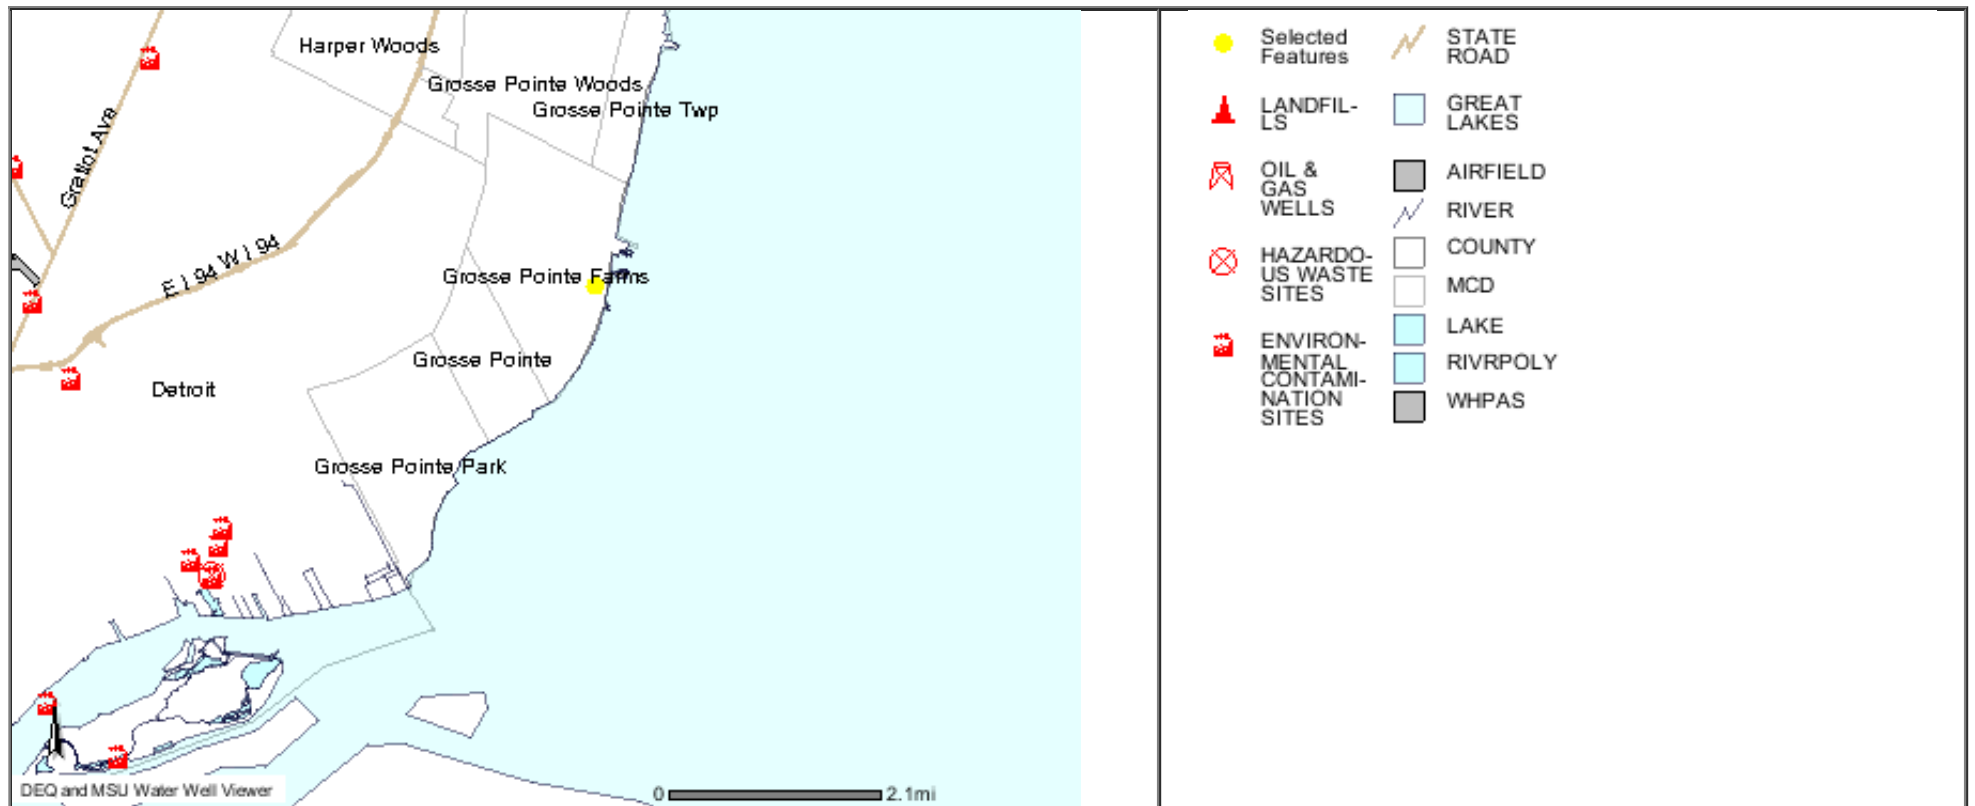 Harper Woods
Grosse Pointe Woods
Grosse Pointe Twp
Gratiot Ave
E I 94 W I 94
Grosse Pointe Farms
Grosse Pointe
Detroit
Grosse Pointe Park
DEQ and MSU Water Well Viewer
0 2.1mi
Selected
Features
LANDFIL-
LS
OIL &
GAS
WELLS
HAZARDO-
US WASTE
SITES
ENVIRON-
MENTAL
CONTAMI-
NATION
SITES
STATE
ROAD
GREAT
LAKES
AIRFIELD
RIVER
COUNTY
MCD
LAKE
RIVRPOLY
WHPAS